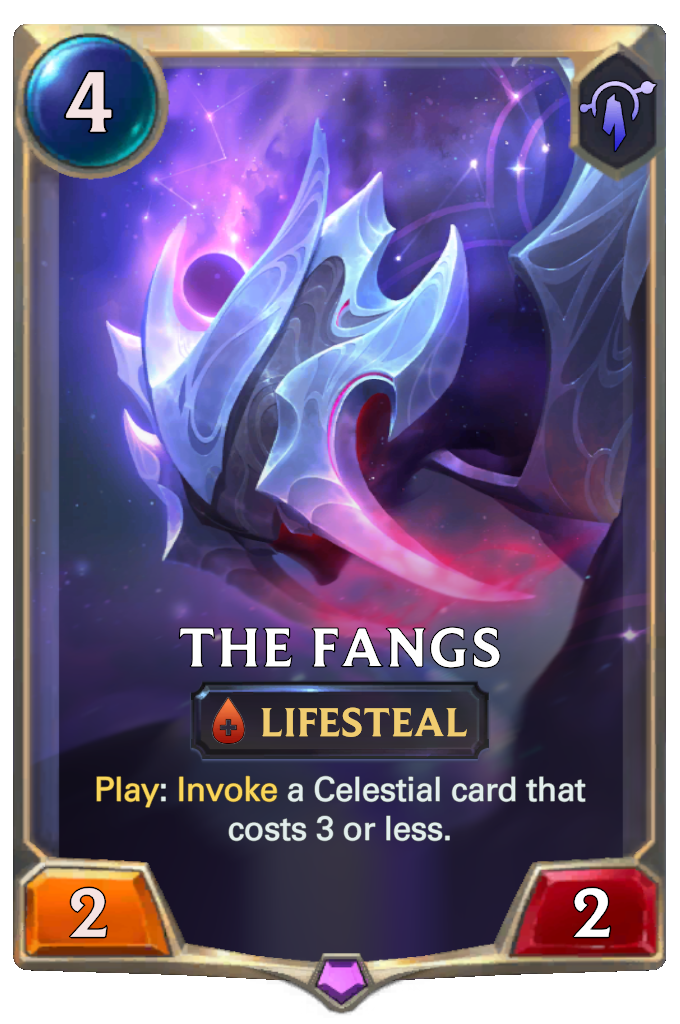 4
THE FANGS
LIFESTEAL
Play: Invoke a Celestial card that
costs 3 or less.
2
2